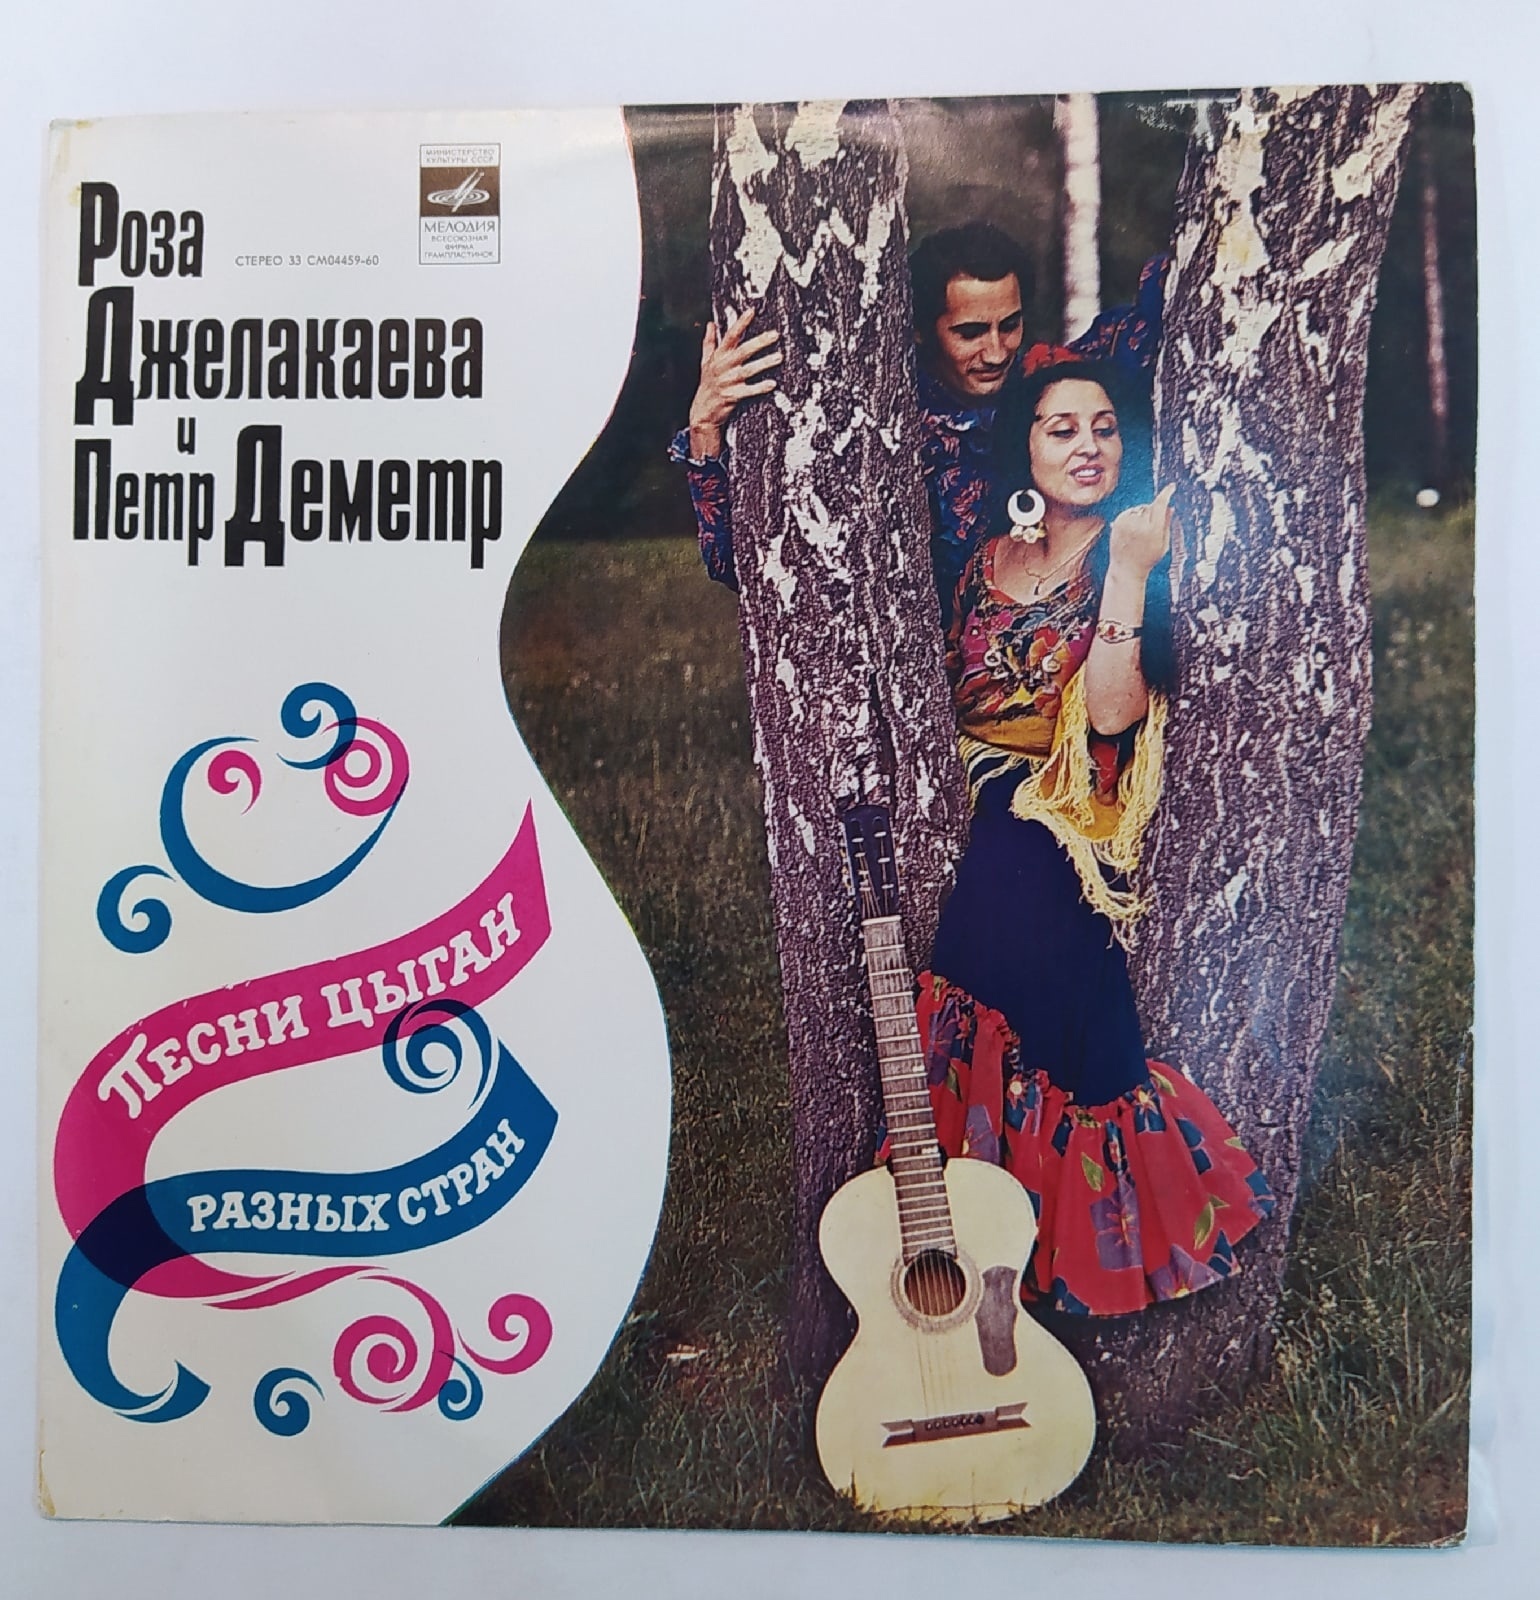 Роза
Джелакаева
и
Петр Деметр
СТЕРЕО 33 СМ04459-60
МИНИСТЕРСТВО
КУЛЬТУРЫ СССР
МЕЛОДИЯ
ВСЕСОЮЗНАЯ
ФИРМА
ГРАМПЛАСТИНОК
ПЕСНИ ЦЫГАН
РАЗНЫХ СТРАН